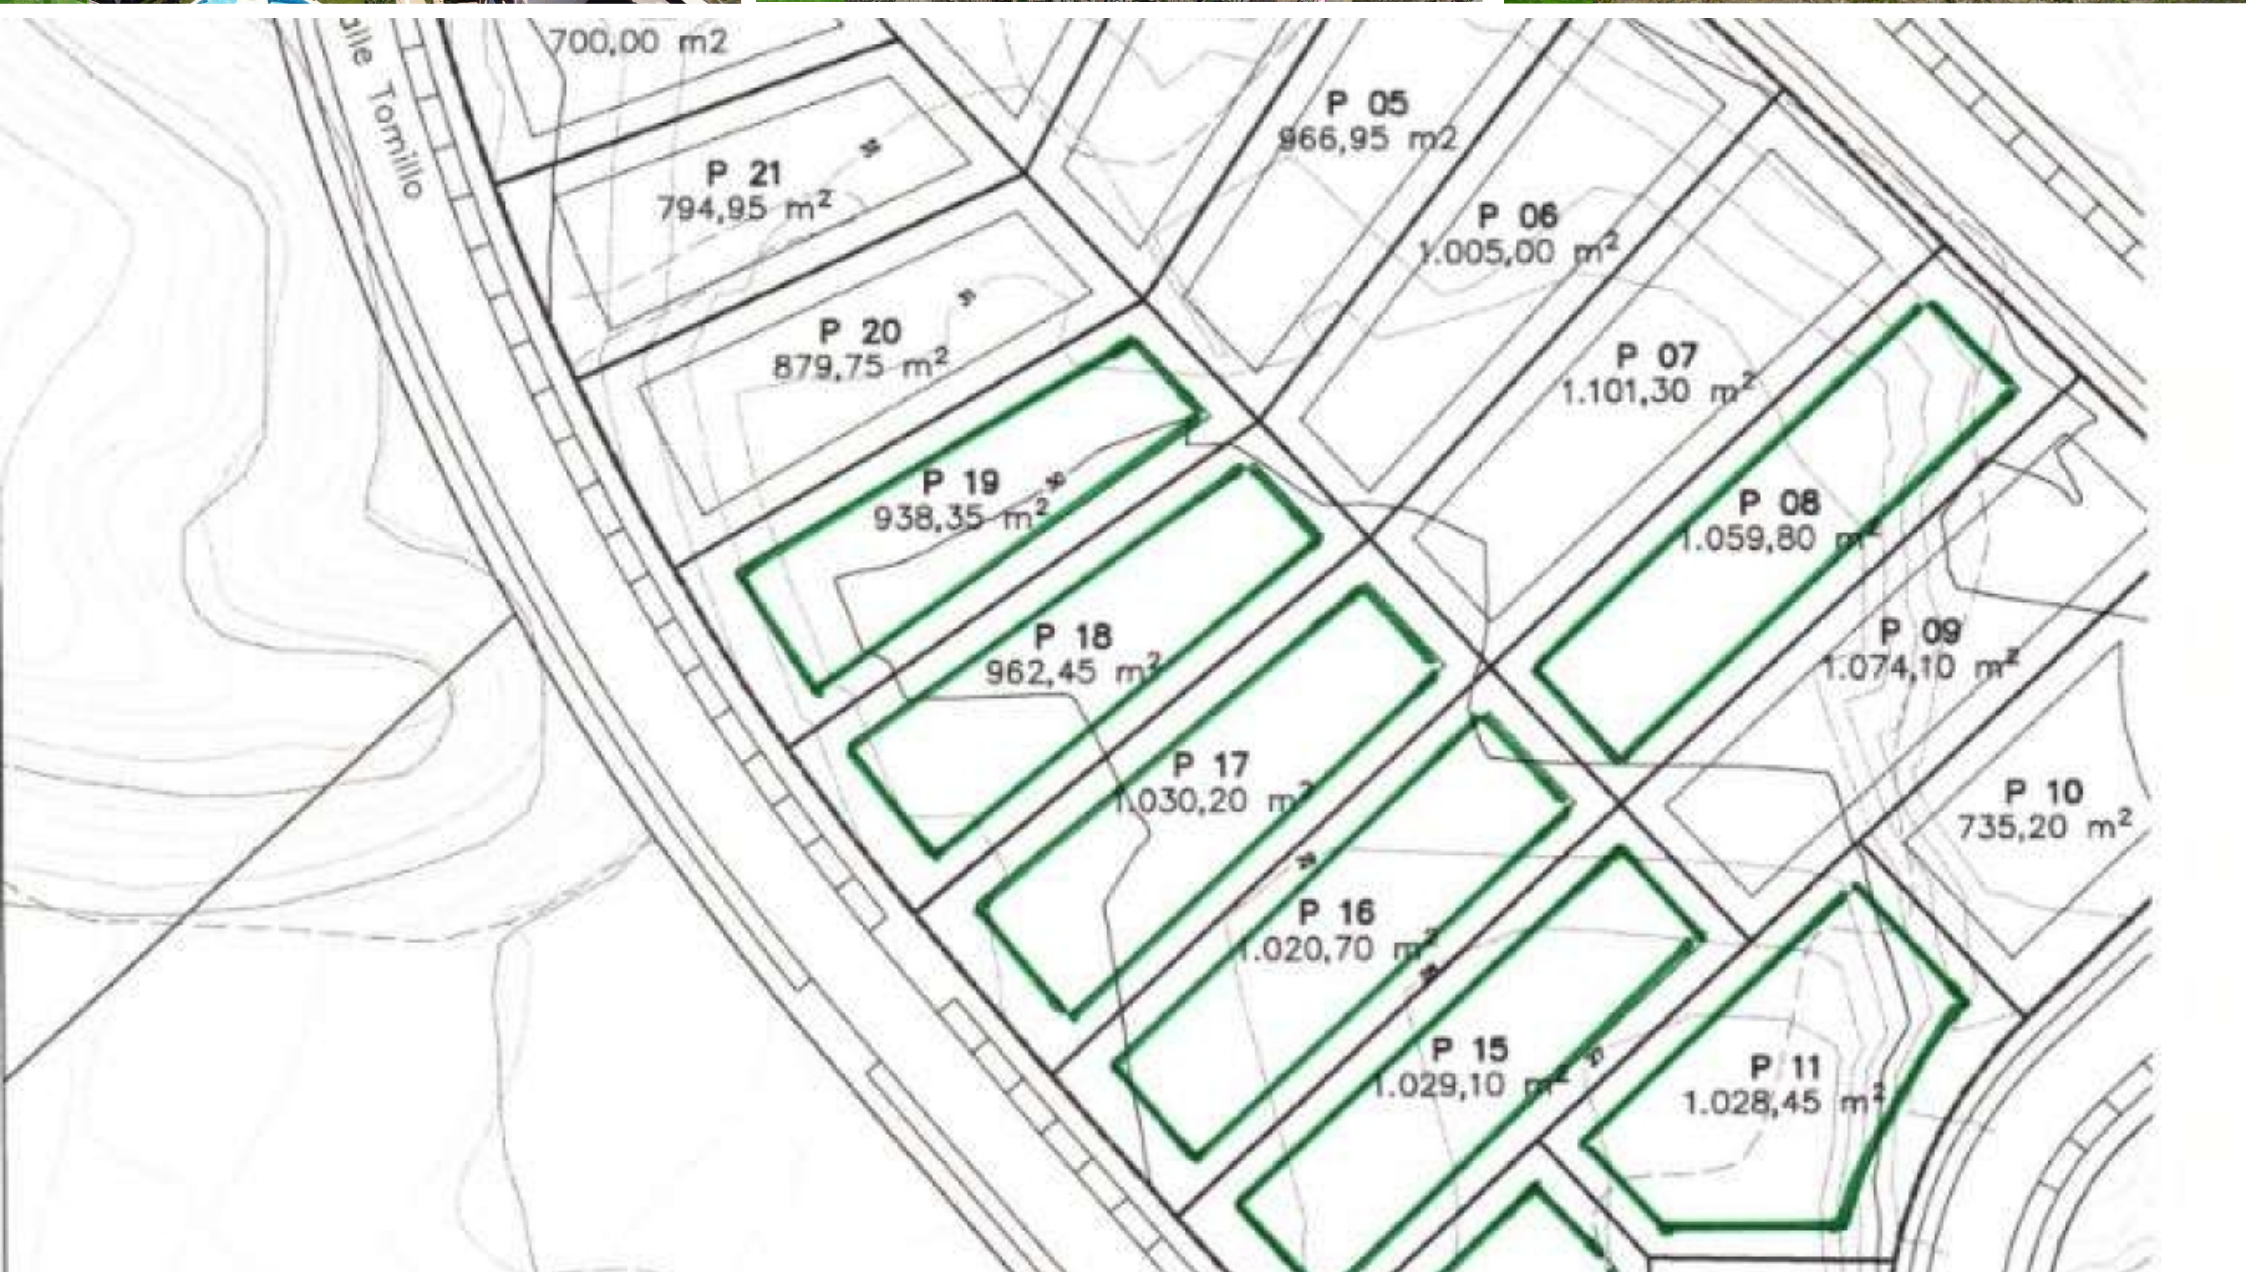 700,00 m2
alle Tomillo
P 05
966,95 m2
P 21
794,95 m²
P 06
1.005,00 m²
P 20
879,75 m²
P 07
1.101,30 m²
P 19
938,35 m²
P 08
1.059,80 m²
P 18
962,45 m²
P 09
1.074,10 m²
P 17
1.030,20 m²
P 10
735,20 m²
P 16
1.020,70 m²
P 15
1.029,10 m²
P 11
1.028,45 m²